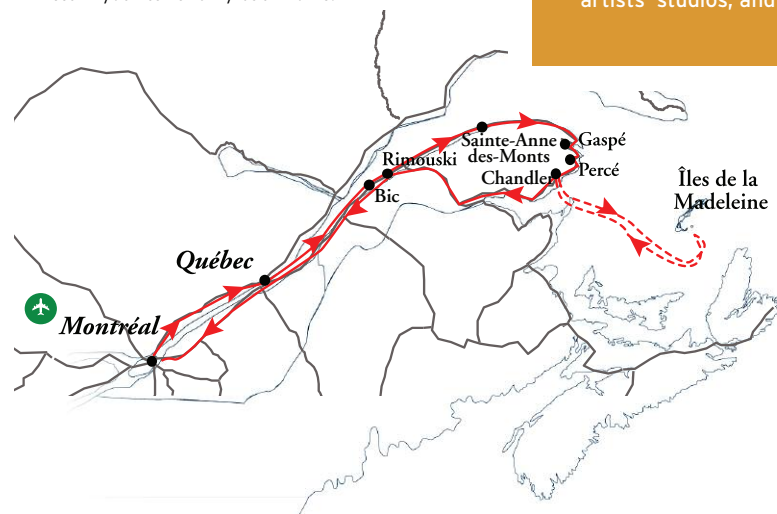 artists' studios, and
Sainte-Anne
des-Monts
Gaspé
Rimouski
Percé
Chandler
Bic
Îles de la
Madeleine
Québec
Montréal